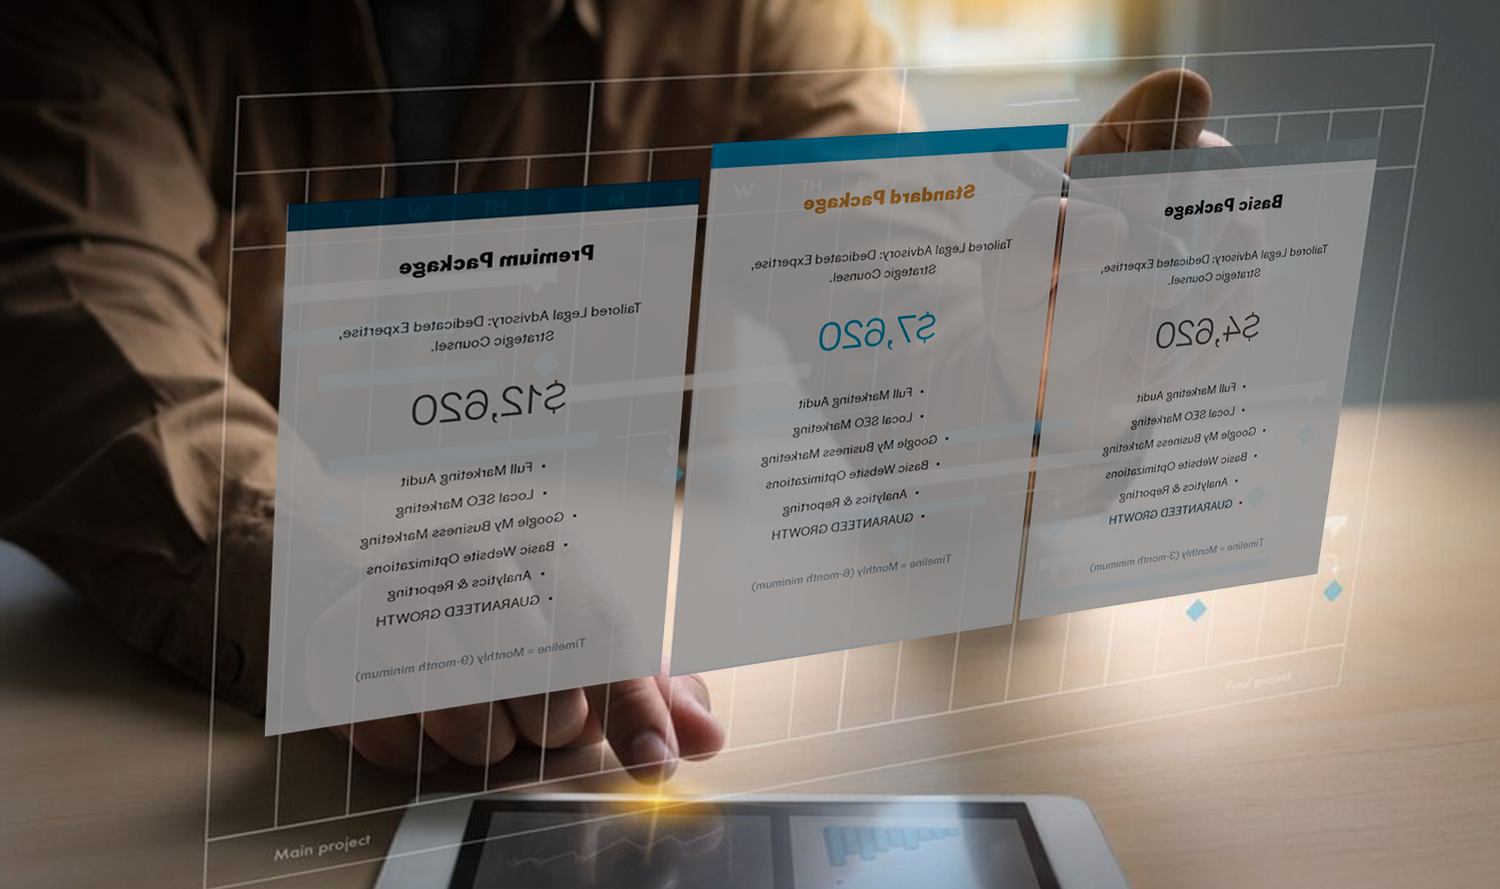 T W TH F M T W TH W TH F M T W TH
Premium Package
Tailored Legal Advisory: Dedicated Expertise,
Strategic Counsel.
$12,620
• Full Marketing Audit
• Local SEO Marketing
• Google My Business Marketing
• Basic Website Optimizations
• Analytics & Reporting
• GUARANTEED GROWTH
Timeline = Monthly (9-month minimum)
Standard Package
Tailored Legal Advisory: Dedicated Expertise,
Strategic Counsel.
$7,620
• Full Marketing Audit
• Local SEO Marketing
• Google My Business Marketing
• Basic Website Optimizations
• Analytics & Reporting
• GUARANTEED GROWTH
Timeline = Monthly (6-month minimum)
Basic Package
Tailored Legal Advisory: Dedicated Expertise,
Strategic Counsel.
$4,620
• Full Marketing Audit
• Local SEO Marketing
• Google My Business Marketing
• Basic Website Optimizations
• Analytics & Reporting
• GUARANTEED GROWTH
Timeline = Monthly (3-month minimum)
Final project
Main project